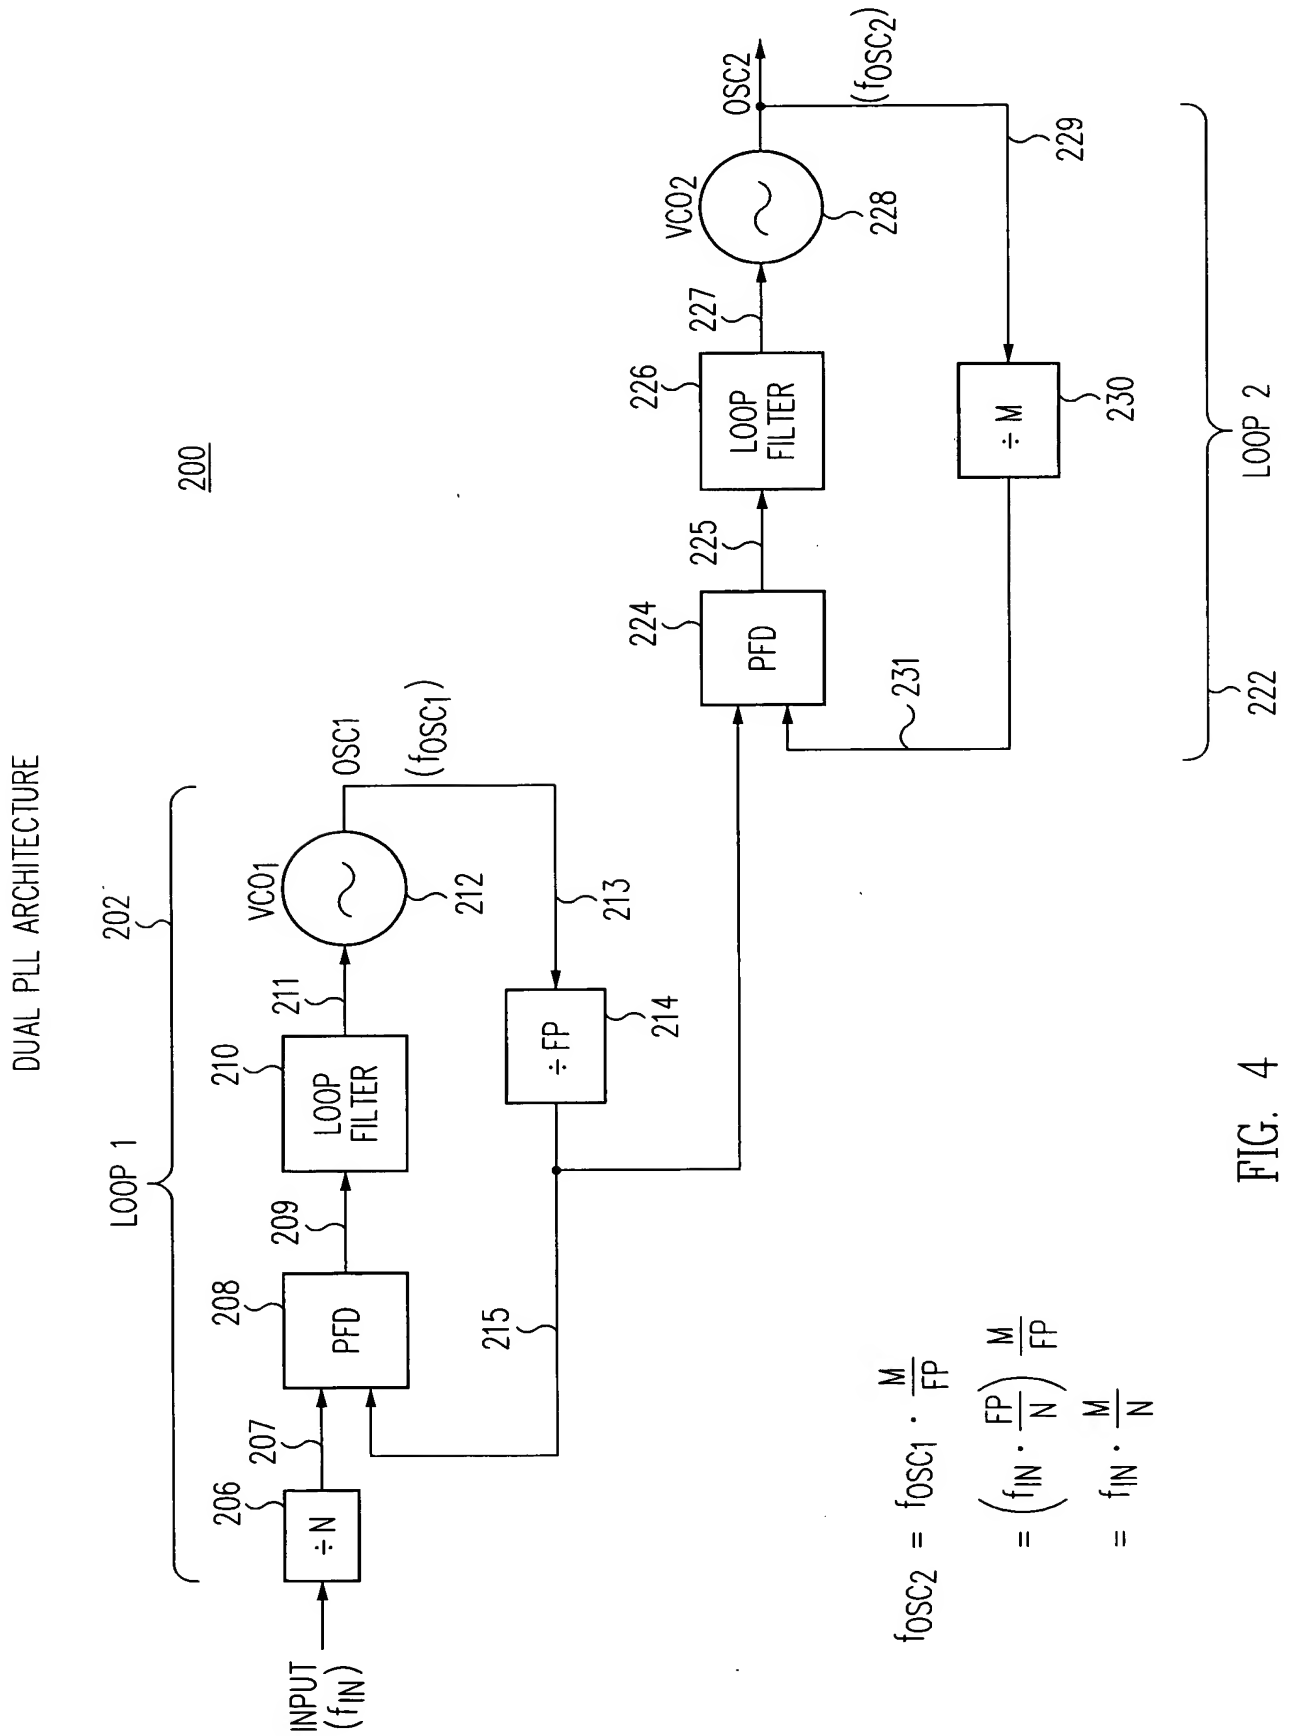 DUAL PLL ARCHITECTURE
200
LOOP 1
202
INPUT
(fIN)
206
÷N
207
208
PFD
209
210
LOOP
FILTER
211
VCO1
212
OSC1
(fOSC1)
213
÷FP
214
215
224
PFD
225
226
LOOP
FILTER
227
VCO2
228
OSC2
(fOSC2)
229
÷M
230
231
222
LOOP 2
fOSC2 = fOSC1 · M/FP
= (fIN · FP/N) M/FP
= fIN · M/N
FIG. 4